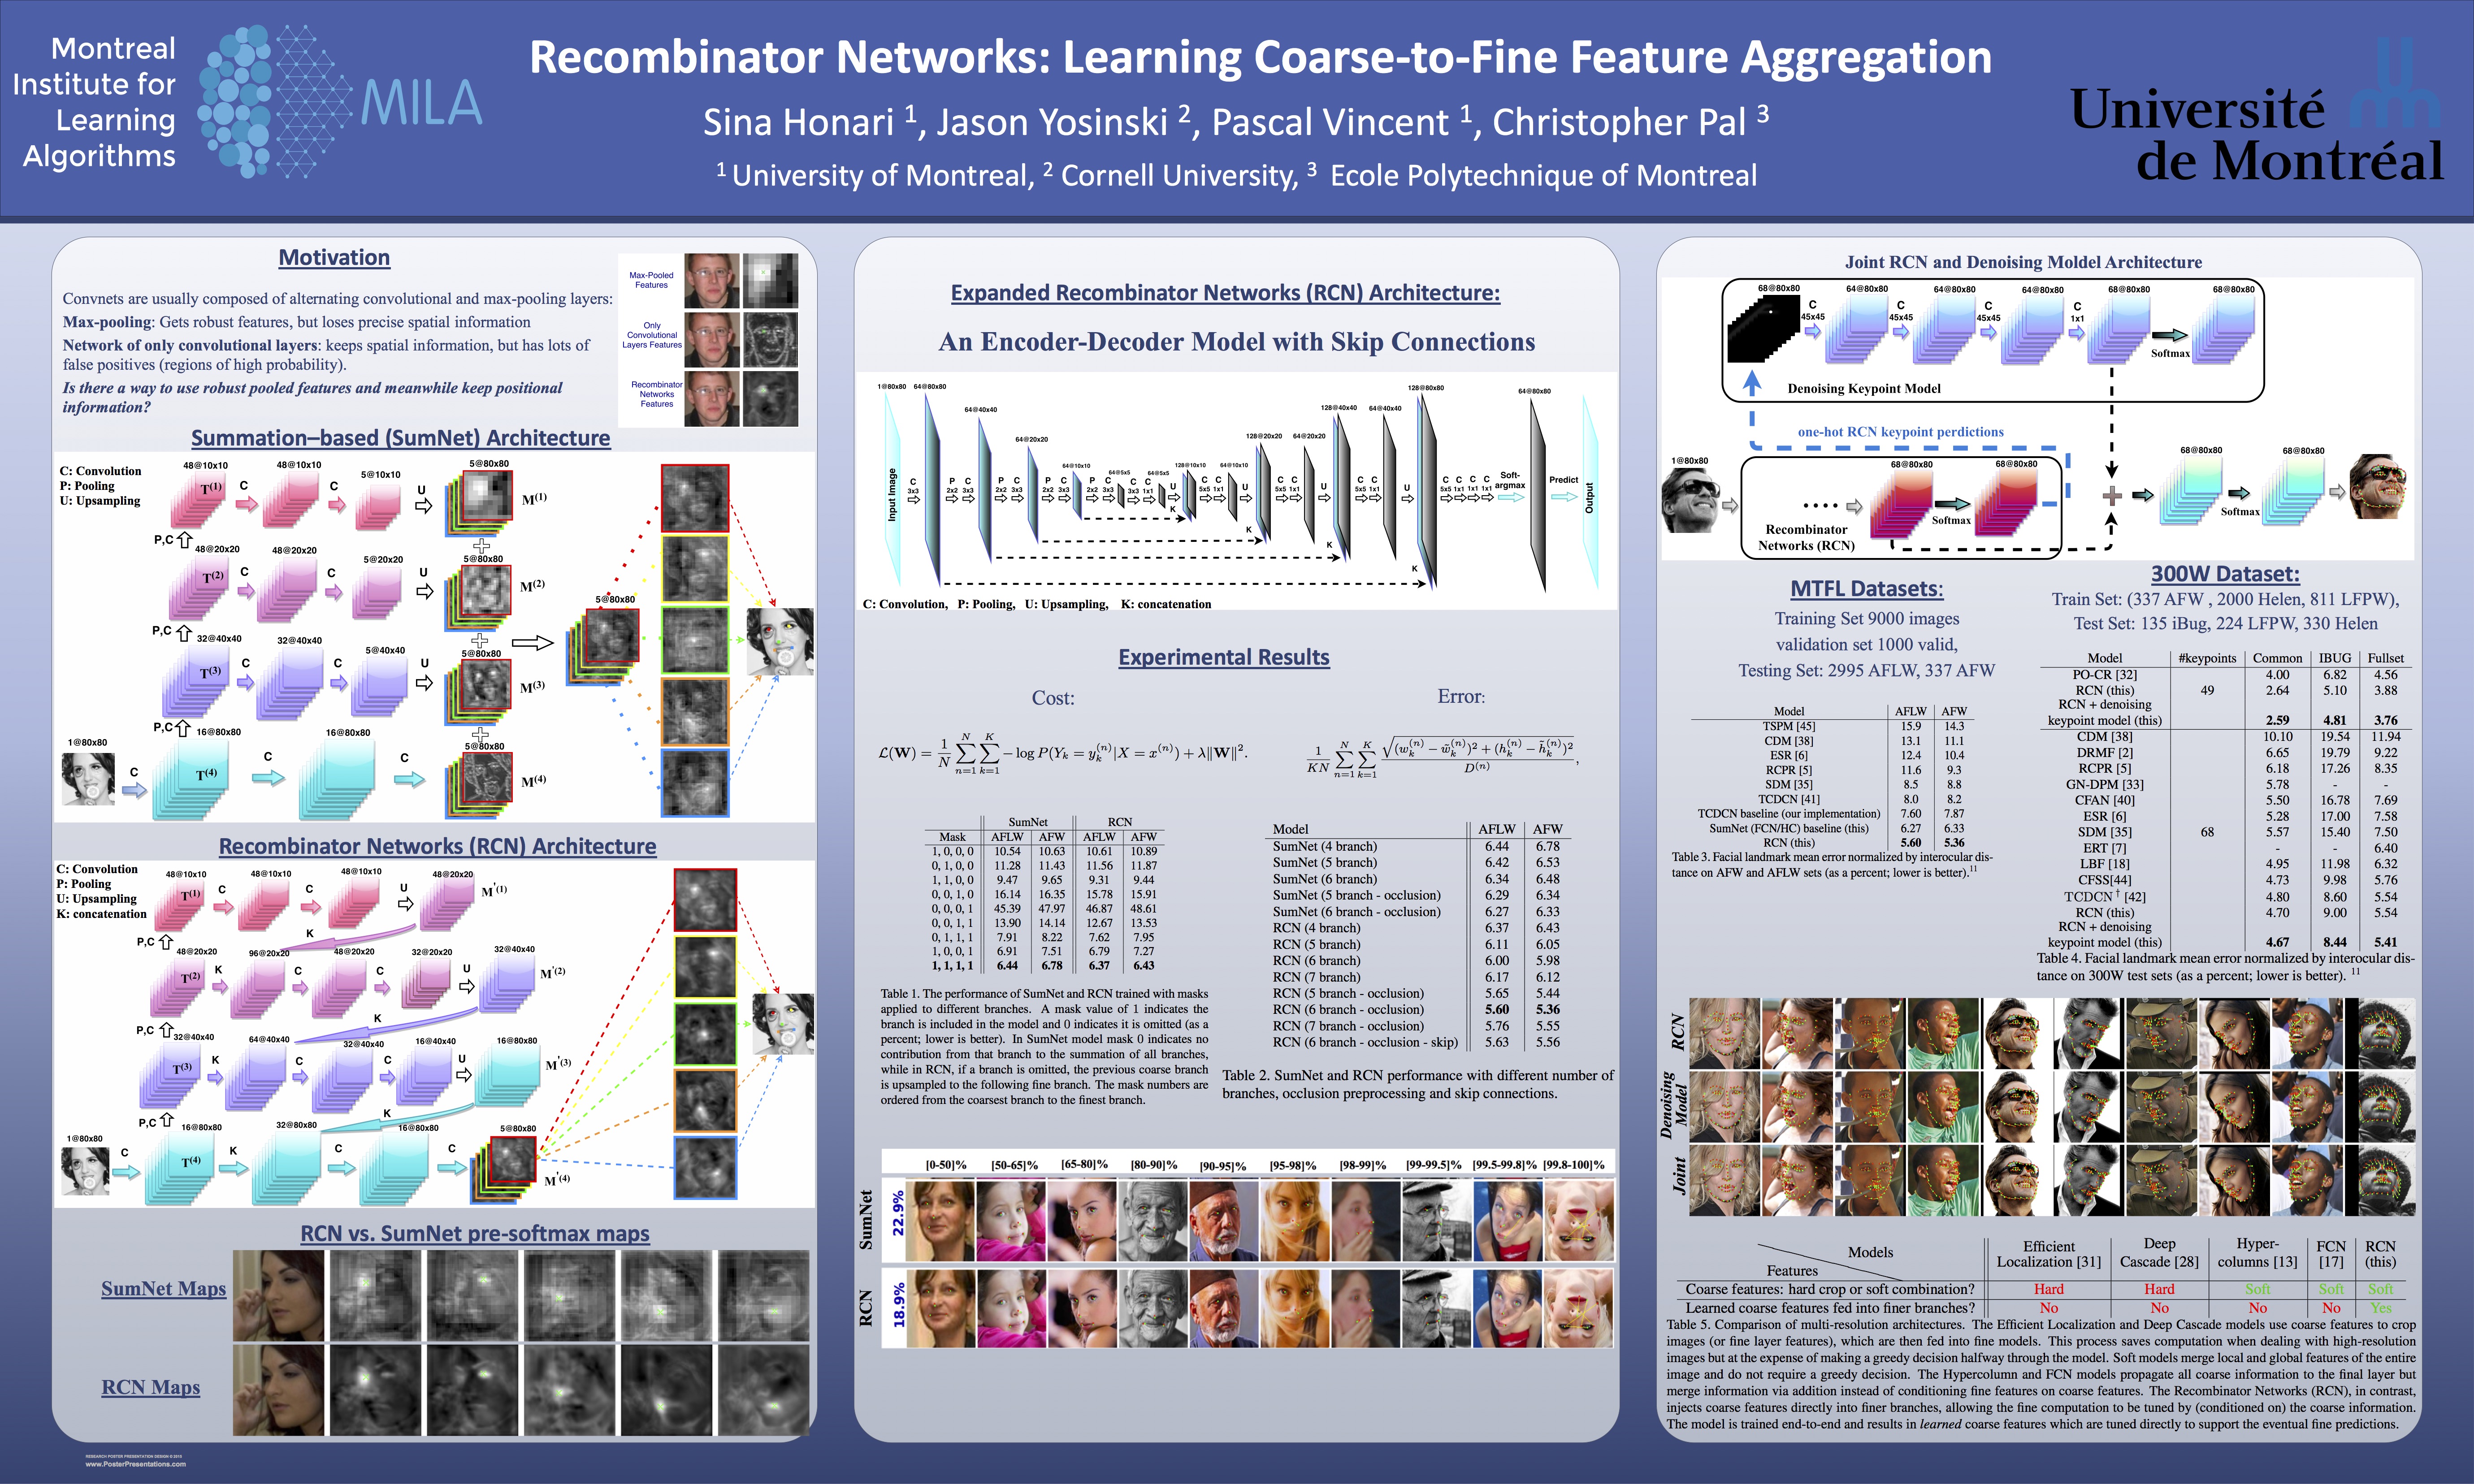 Montreal
Institute for
Learning
Algorithms
MILA
Recombinator Networks: Learning Coarse-to-Fine Feature Aggregation
Sina Honari 1, Jason Yosinski 2, Pascal Vincent 1, Christopher Pal 3
1 University of Montreal, 2 Cornell University, 3 Ecole Polytechnique of Montreal
Université
de Montréal
Motivation
Convnets are usually composed of alternating convolutional and max-pooling layers:
Max-pooling: Gets robust features, but loses precise spatial information
Network of only convolutional layers: keeps spatial information, but has lots of
false positives (regions of high probability).
Is there a way to use robust pooled features and meanwhile keep positional
information?
Max-Pooled
Features
Only
Convolutional
Layers Features
Recombinator
Networks
Features
Summation–based (SumNet) Architecture
C: Convolution
P: Pooling
U: Upsampling
48@10x10 48@10x10 5@10x10 5@80x80
T(1) C C U M(1)
P,C
48@20x20 48@20x20 5@20x20 5@80x80
T(2) C C U M(2)
5@80x80
P,C
32@40x40 32@40x40 5@40x40 5@80x80
T(3) C C U M(3)
P,C
1@80x80 16@80x80 16@80x80 5@80x80
C T(4) C C M(4)
Recombinator Networks (RCN) Architecture
C: Convolution
P: Pooling
U: Upsampling
K: concatenation
48@10x10 48@10x10 48@10x10 48@20x20
T(1) C C U M'(1)
P,C K
48@20x20 96@20x20 48@20x20 32@20x20 32@40x40
T(2) K C C U M'(2)
P,C K
32@40x40 64@40x40 32@40x40 16@40x40 16@80x80
T(3) K C C U M'(3)
P,C K
1@80x80 16@80x80 32@80x80 16@80x80 5@80x80
C T(4) K C C M'(4)
RCN vs. SumNet pre-softmax maps
SumNet Maps
RCN Maps
RESEARCH POSTER PRESENTATION DESIGN © 2015
www.PosterPresentations.com
Expanded Recombinator Networks (RCN) Architecture:
An Encoder-Decoder Model with Skip Connections
1@80x80 64@80x80 64@40x40 64@20x20 64@10x10 64@5x5 64@5x5 128@10x10 64@10x10 128@20x20 64@20x20 128@40x40 64@40x40 128@80x80 64@80x80
Input Image
C P C P C P C P C C C U C C U C C U C C U C C C C Soft-argmax Predict
3x3 2x2 3x3 2x2 3x3 2x2 3x3 2x2 3x3 3x3 1x1 5x5 1x1 5x5 1x1 5x5 1x1 5x5 1x1 1x1 1x1
K K K K
Output
C: Convolution, P: Pooling, U: Upsampling, K: concatenation
Experimental Results
Cost:
L(W) = 1/N ∑ n=1 N ∑ k=1 K − log P(Yk = yk(n)|X = x(n)) + λ∥W∥2.
Error:
1/KN ∑ n=1 N ∑ k=1 K √(wk(n) − w̃k(n))2 + (hk(n) − h̃k(n))2 / D(n),
SumNet RCN
Mask AFLW AFW AFLW AFW
1, 0, 0, 0 10.54 10.63 10.61 10.89
0, 1, 0, 0 11.28 11.43 11.56 11.87
1, 1, 0, 0 9.47 9.65 9.31 9.44
0, 0, 1, 0 16.14 16.35 15.78 15.91
0, 0, 0, 1 45.39 47.97 46.87 48.61
0, 0, 1, 1 13.90 14.14 12.67 13.53
0, 1, 1, 1 7.91 8.22 7.62 7.95
1, 0, 0, 1 6.91 7.51 6.79 7.27
1, 1, 1, 1 6.44 6.78 6.37 6.43
Table 1. The performance of SumNet and RCN trained with masks
applied to different branches. A mask value of 1 indicates the
branch is included in the model and 0 indicates it is omitted (as a
percent; lower is better). In SumNet model mask 0 indicates no
contribution from that branch to the summation of all branches,
while in RCN, if a branch is omitted, the previous coarse branch
is upsampled to the following fine branch. The mask numbers are
ordered from the coarsest branch to the finest branch.
Model AFLW AFW
SumNet (4 branch) 6.44 6.78
SumNet (5 branch) 6.42 6.53
SumNet (6 branch) 6.34 6.48
SumNet (5 branch - occlusion) 6.29 6.34
SumNet (6 branch - occlusion) 6.27 6.33
RCN (4 branch) 6.37 6.43
RCN (5 branch) 6.11 6.05
RCN (6 branch) 6.00 5.98
RCN (7 branch) 6.17 6.12
RCN (5 branch - occlusion) 5.65 5.44
RCN (6 branch - occlusion) 5.60 5.36
RCN (7 branch - occlusion) 5.76 5.55
RCN (6 branch - occlusion - skip) 5.63 5.56
Table 2. SumNet and RCN performance with different number of
branches, occlusion preprocessing and skip connections.
[0-50]% [50-65]% [65-80]% [80-90]% [90-95]% [95-98]% [98-99]% [99-99.5]% [99.5-99.8]% [99.8-100]%
SumNet 22.9%
RCN 18.9%
Joint RCN and Denoising Moldel Architecture
68@80x80 64@80x80 64@80x80 64@80x80 68@80x80 68@80x80
C C C C
45x45 45x45 45x45 1x1
Softmax
Denoising Keypoint Model
one-hot RCN keypoint perdictions
1@80x80 68@80x80 68@80x80 68@80x80 68@80x80
Softmax Softmax
Recombinator
Networks (RCN)
MTFL Datasets:
Training Set 9000 images
validation set 1000 valid,
Testing Set: 2995 AFLW, 337 AFW
Model AFLW AFW
TSPM [45] 15.9 14.3
CDM [38] 13.1 11.1
ESR [6] 12.4 10.4
RCPR [5] 11.6 9.3
SDM [35] 8.5 8.8
TCDCN [41] 8.0 8.2
TCDCN baseline (our implementation) 7.60 7.87
SumNet (FCN/HC) baseline (this) 6.27 6.33
RCN (this) 5.60 5.36
Table 3. Facial landmark mean error normalized by interocular dis-
tance on AFW and AFLW sets (as a percent; lower is better).11
300W Dataset:
Train Set: (337 AFW , 2000 Helen, 811 LFPW),
Test Set: 135 iBug, 224 LFPW, 330 Helen
Model #keypoints Common IBUG Fullset
PO-CR [32] 4.00 6.82 4.56
RCN (this) 49 2.64 5.10 3.88
RCN + denoising
keypoint model (this) 2.59 4.81 3.76
CDM [38] 10.10 19.54 11.94
DRMF [2] 6.65 19.79 9.22
RCPR [5] 6.18 17.26 8.35
GN-DPM [33] 5.78 - -
CFAN [40] 5.50 16.78 7.69
ESR [6] 5.28 17.00 7.58
SDM [35] 68 5.57 15.40 7.50
ERT [7] - - 6.40
LBF [18] 4.95 11.98 6.32
CFSS[44] 4.73 9.98 5.76
TCDCN † [42] 4.80 8.60 5.54
RCN (this) 4.70 9.00 5.54
RCN + denoising
keypoint model (this) 4.67 8.44 5.41
Table 4. Facial landmark mean error normalized by interocular dis-
tance on 300W test sets (as a percent; lower is better). 11
RCN
Denoising
Model
Joint
Models Efficient Deep Hyper- FCN RCN
Features Localization [31] Cascade [28] columns [13] [17] (this)
Coarse features: hard crop or soft combination? Hard Hard Soft Soft Soft
Learned coarse features fed into finer branches? No No No No Yes
Table 5. Comparison of multi-resolution architectures. The Efficient Localization and Deep Cascade models use coarse features to crop
images (or fine layer features), which are then fed into fine models. This process saves computation when dealing with high-resolution
images but at the expense of making a greedy decision halfway through the model. Soft models merge local and global features of the entire
image and do not require a greedy decision. The Hypercolumn and FCN models propagate all coarse information to the final layer but
merge information via addition instead of conditioning fine features on coarse features. The Recombinator Networks (RCN), in contrast,
injects coarse features directly into finer branches, allowing the fine computation to be tuned by (conditioned on) the coarse information.
The model is trained end-to-end and results in learned coarse features which are tuned directly to support the eventual fine predictions.